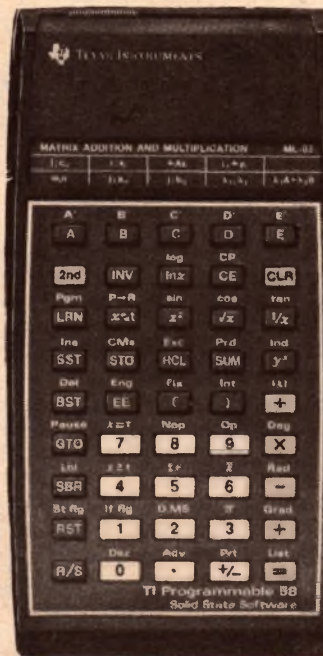 TEXAS INSTRUMENTS
MATRIX ADDITION AND MULTIPLICATION ML-03
A' B' C' D' E'
A B C D E
log CP
2nd INV lnx CE CLR
Pgm P→R sin cos tan
LRN x⇄t x² √x 1/x
Ins CMs Exc Prd Ind
SST STO RCL SUM yˣ
Del Eng Fix Int |x|
BST EE ( ) ÷
Pause x=t Nop Op Deg
GTO 7 8 9 X
Lbl x≥t Σ+ x̄ Rad
SBR 4 5 6 −
St flg If flg D.MS π Grad
RST 1 2 3 +
Dsz Adv Prt List
R/S 0 . +/− =
TI Programmable 58
Solid State Software